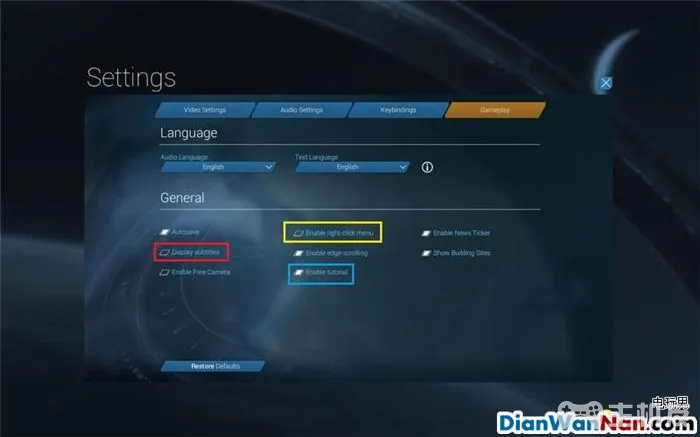 Settings
Video Settings
Audio Settings
Keybindings
Gameplay
Language
Audio Language
Text Language
English
English
General
Autosave
Enable right-click menu
Enable News Ticker
Display subtitles
Enable edge-scrolling
Show Building Sites
Enable Free Camera
Enable tutorial
Restore Defaults
电玩男
DianWanNan.com